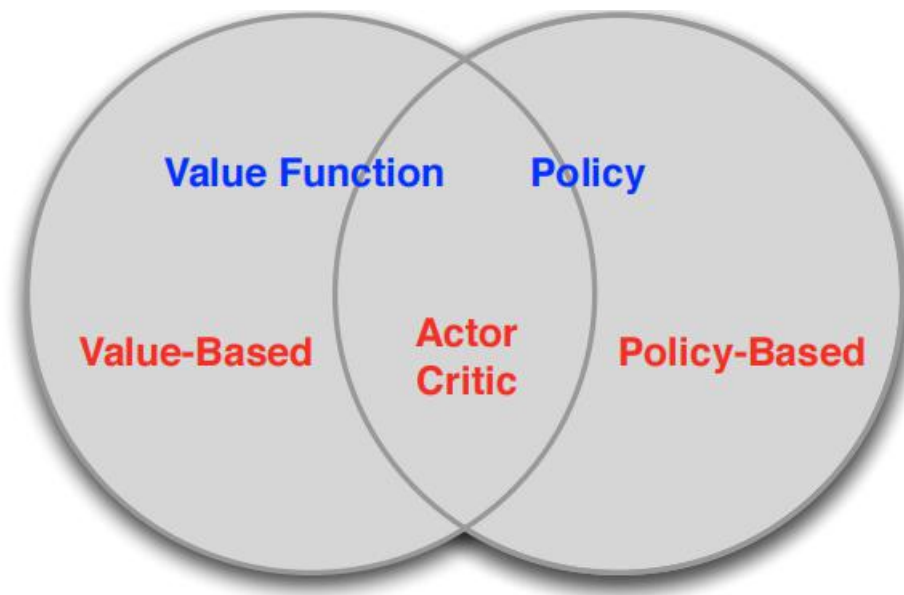 Value Function Policy
Value-Based Actor Critic Policy-Based